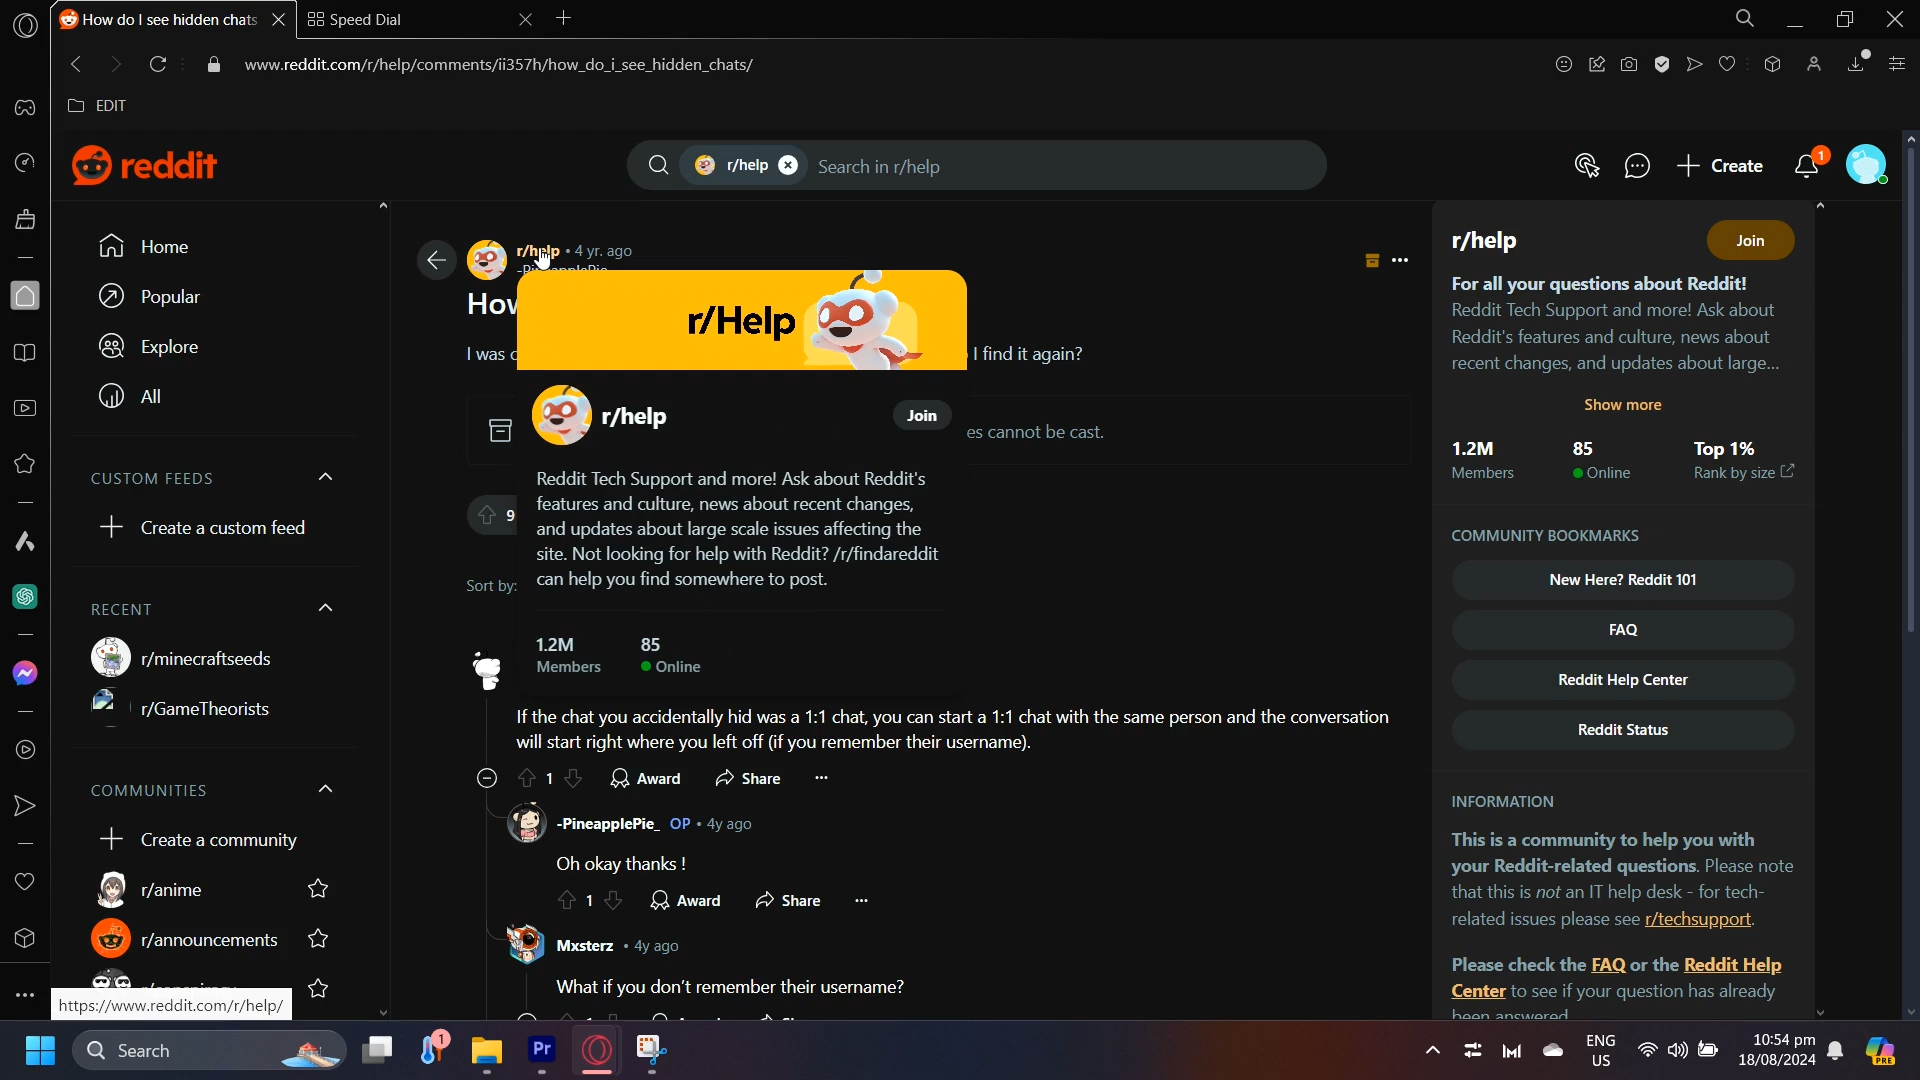 How do I see hidden chats
Speed Dial
www.reddit.com/r/help/comments/ii357h/how_do_i_see_hidden_chats/
EDIT
reddit
r/help
Search in r/help
Create
1
Home
Popular
Explore
All
CUSTOM FEEDS
Create a custom feed
RECENT
r/minecraftseeds
r/GameTheorists
COMMUNITIES
Create a community
r/anime
r/announcements
https://www.reddit.com/r/help/
r/help • 4 yr. ago
How
I was
I find it again?
es cannot be cast.
9
Sort by:
r/Help
r/help
Join
Reddit Tech Support and more! Ask about Reddit's
features and culture, news about recent changes,
and updates about large scale issues affecting the
site. Not looking for help with Reddit? /r/findareddit
can help you find somewhere to post.
1.2M
Members
85
Online
If the chat you accidentally hid was a 1:1 chat, you can start a 1:1 chat with the same person and the conversation
will start right where you left off (if you remember their username).
1 Award Share ...
-PineapplePie_ OP • 4y ago
Oh okay thanks !
1 Award Share ...
Mxsterz • 4y ago
What if you don't remember their username?
r/help
Join
For all your questions about Reddit!
Reddit Tech Support and more! Ask about
Reddit's features and culture, news about
recent changes, and updates about large...
Show more
1.2M
Members
85
Online
Top 1%
Rank by size
COMMUNITY BOOKMARKS
New Here? Reddit 101
FAQ
Reddit Help Center
Reddit Status
INFORMATION
This is a community to help you with
your Reddit-related questions. Please note
that this is not an IT help desk - for tech-
related issues please see r/techsupport.
Please check the FAQ or the Reddit Help
Center to see if your question has already
been answered
Search
1
Pr
ENG
US
10:54 pm
18/08/2024
PRE